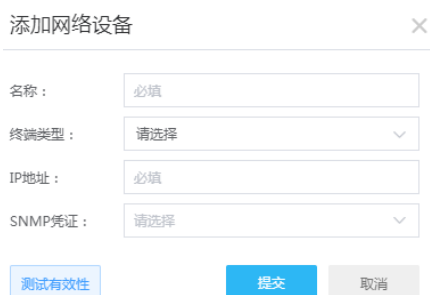 添加网络设备
名称： 必填
终端类型： 请选择
IP地址： 必填
SNMP凭证： 请选择
测试有效性 提交 取消